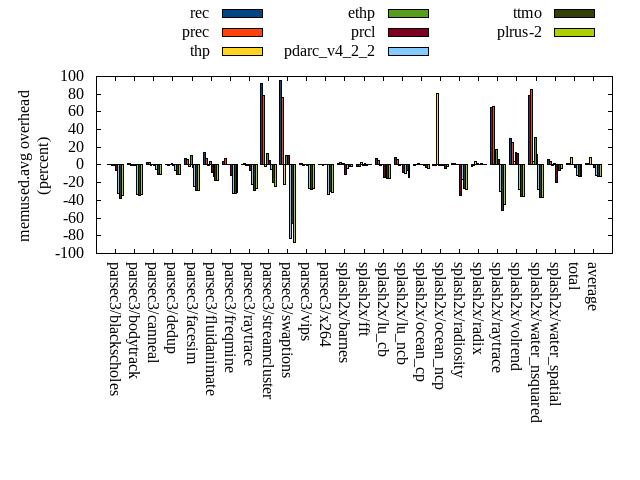 rec
prec
thp
ethp
prcl
pdarc_v4_2_2
ttmo
plrus-2
memused.avg overhead
(percent)
100
80
60
40
20
0
-20
-40
-60
-80
-100
parsec3/blackscholes
parsec3/bodytrack
parsec3/canneal
parsec3/dedup
parsec3/facesim
parsec3/fluidanimate
parsec3/freqmine
parsec3/raytrace
parsec3/streamcluster
parsec3/swaptions
parsec3/vips
parsec3/x264
splash2x/barnes
splash2x/fft
splash2x/lu_cb
splash2x/lu_ncb
splash2x/ocean_cp
splash2x/ocean_ncp
splash2x/radiosity
splash2x/radix
splash2x/raytrace
splash2x/volrend
splash2x/water_nsquared
splash2x/water_spatial
total
average